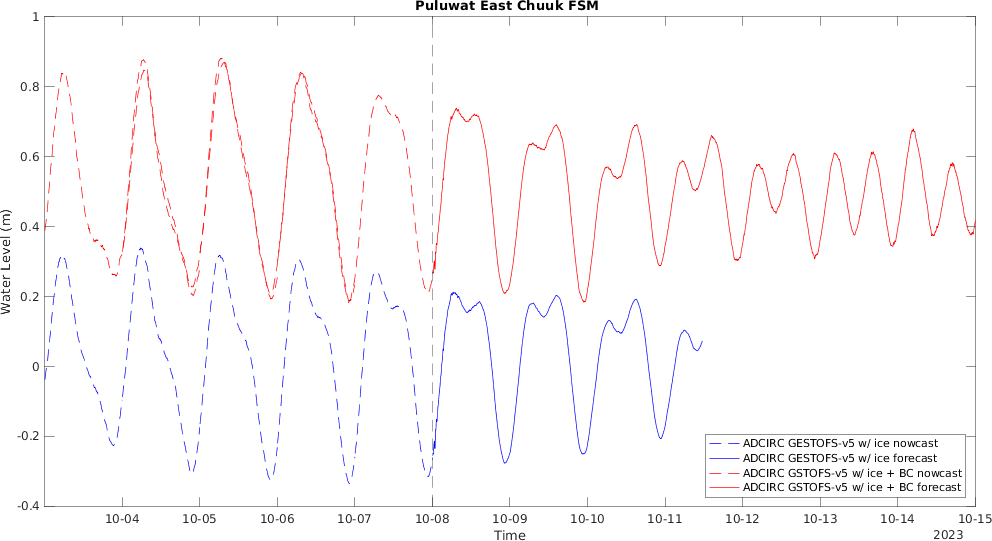 Puluwat East Chuuk FSM
1
0.8
0.6
0.4
0.2
0
-0.2
-0.4
Water Level (m)
10-04 10-05 10-06 10-07 10-08 10-09 10-10 10-11 10-12 10-13 10-14 10-15
Time
2023
ADCIRC GESTOFS-v5 w/ ice nowcast
ADCIRC GESTOFS-v5 w/ ice forecast
ADCIRC GSTOFS-v5 w/ ice + BC nowcast
ADCIRC GSTOFS-v5 w/ ice + BC forecast